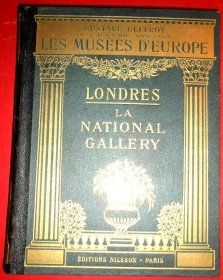 GUSTAVE GEFFROY
LES MUSÉES D'EUROPE
LONDRES
LA
NATIONAL
GALLERY
ÉDITIONS NILSSON - PARIS